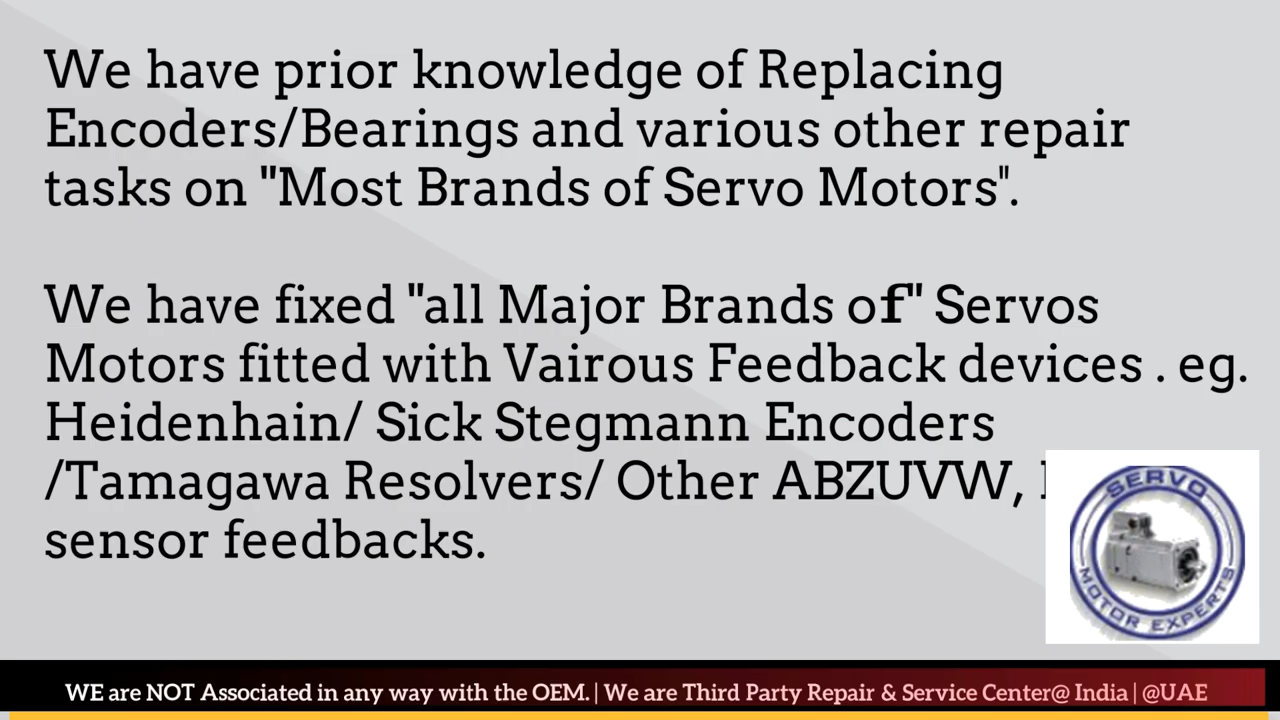 We have prior knowledge of Replacing
Encoders/Bearings and various other repair
tasks on "Most Brands of Servo Motors".
We have fixed "all Major Brands of" Servos
Motors fitted with Vairous Feedback devices . eg.
Heidenhain/ Sick Stegmann Encoders
/Tamagawa Resolvers/ Other ABZUVW,
sensor feedbacks.
SERVO
MOTOR EXPERTS
WE are NOT Associated in any way with the OEM. | We are Third Party Repair & Service Center@ India | @UAE